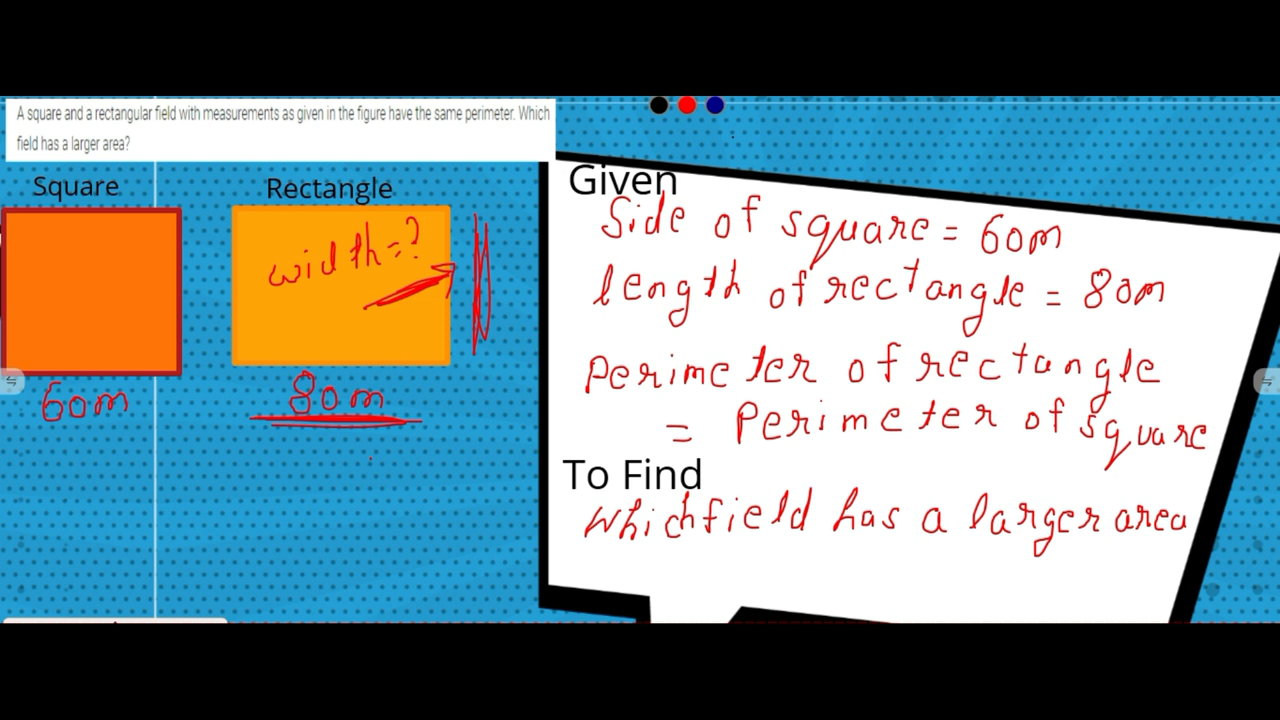 A square and a rectangular field with measurements as given in the figure have the same perimeter. Which
field has a larger area?
Square
Rectangle
width=?
60m
80m
Given
Side of square = 60m
length of rectangle = 80m
Perimeter of rectangle
= Perimeter of square
To Find
Which field has a larger area